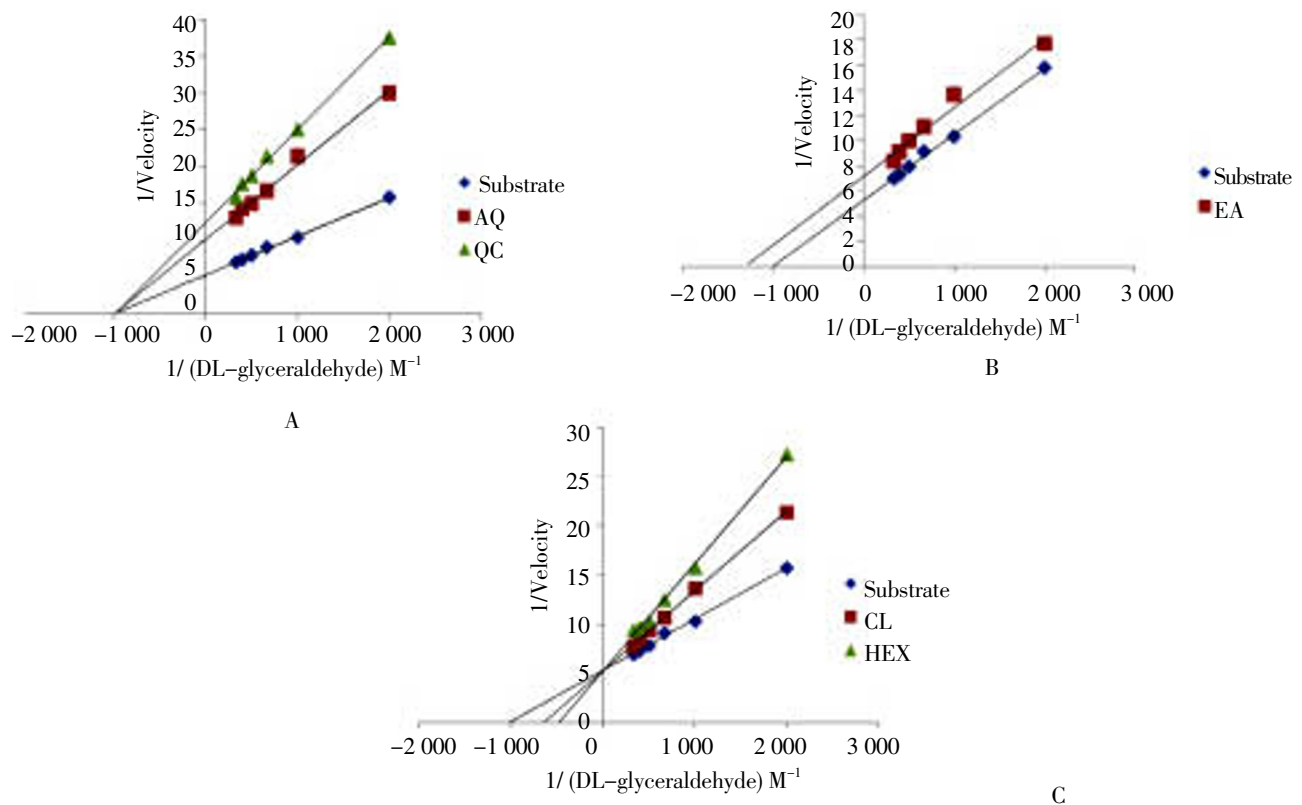 40
35
30
25
20
15
10
5
0
1/Velocity
−2 000 −1 000 0 1 000 2 000 3 000
1/ (DL−glyceraldehyde) M⁻¹
Substrate
AQ
QC
A
20
18
16
14
12
10
8
6
4
2
0
1/Velocity
−2 000 −1 000 0 1 000 2 000 3 000
1/ (DL−glyceraldehyde) M⁻¹
Substrate
EA
B
30
25
20
15
10
5
0
1/Velocity
−2 000 −1 000 0 1 000 2 000 3 000
1/ (DL−glyceraldehyde) M⁻¹
Substrate
CL
HEX
C